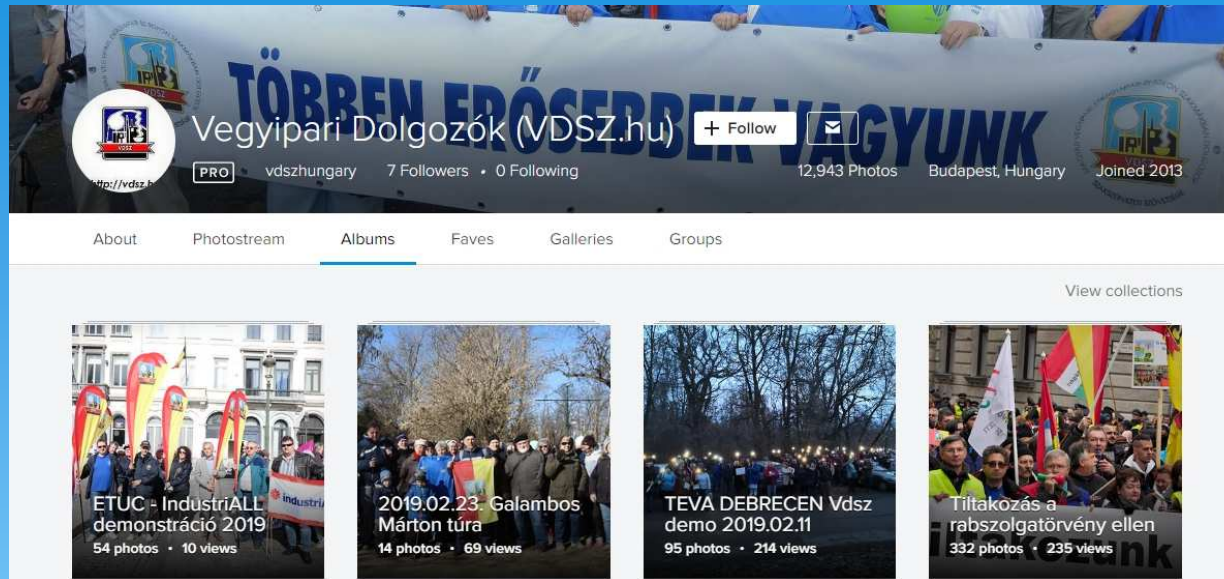 TÖBBEN ERŐSEBBEK VAGYUNK
VDSZ
Vegyipari Dolgozók (VDSZ.hu) + Follow
PRO vdszhungary 7 Followers • 0 Following 12,943 Photos Budapest, Hungary Joined 2013
VDSZ
About Photostream Albums Faves Galleries Groups
View collections
ETUC - IndustriALL
demonstráció 2019
54 photos • 10 views
2019.02.23. Galambos
Márton túra
14 photos • 69 views
TEVA DEBRECEN Vdsz
demo 2019.02.11
95 photos • 214 views
Tiltakozás a
rabszolgatörvény ellen
332 photos • 235 views